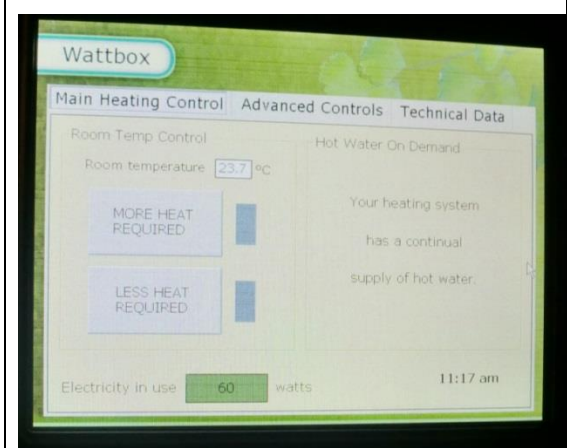 Wattbox
Main Heating Control Advanced Controls Technical Data
Room Temp Control
Room temperature 23.7 °C
MORE HEAT
REQUIRED
LESS HEAT
REQUIRED
Hot Water On Demand
Your heating system
has a continual
supply of hot water.
Electricity in use 60 watts
11:17 am